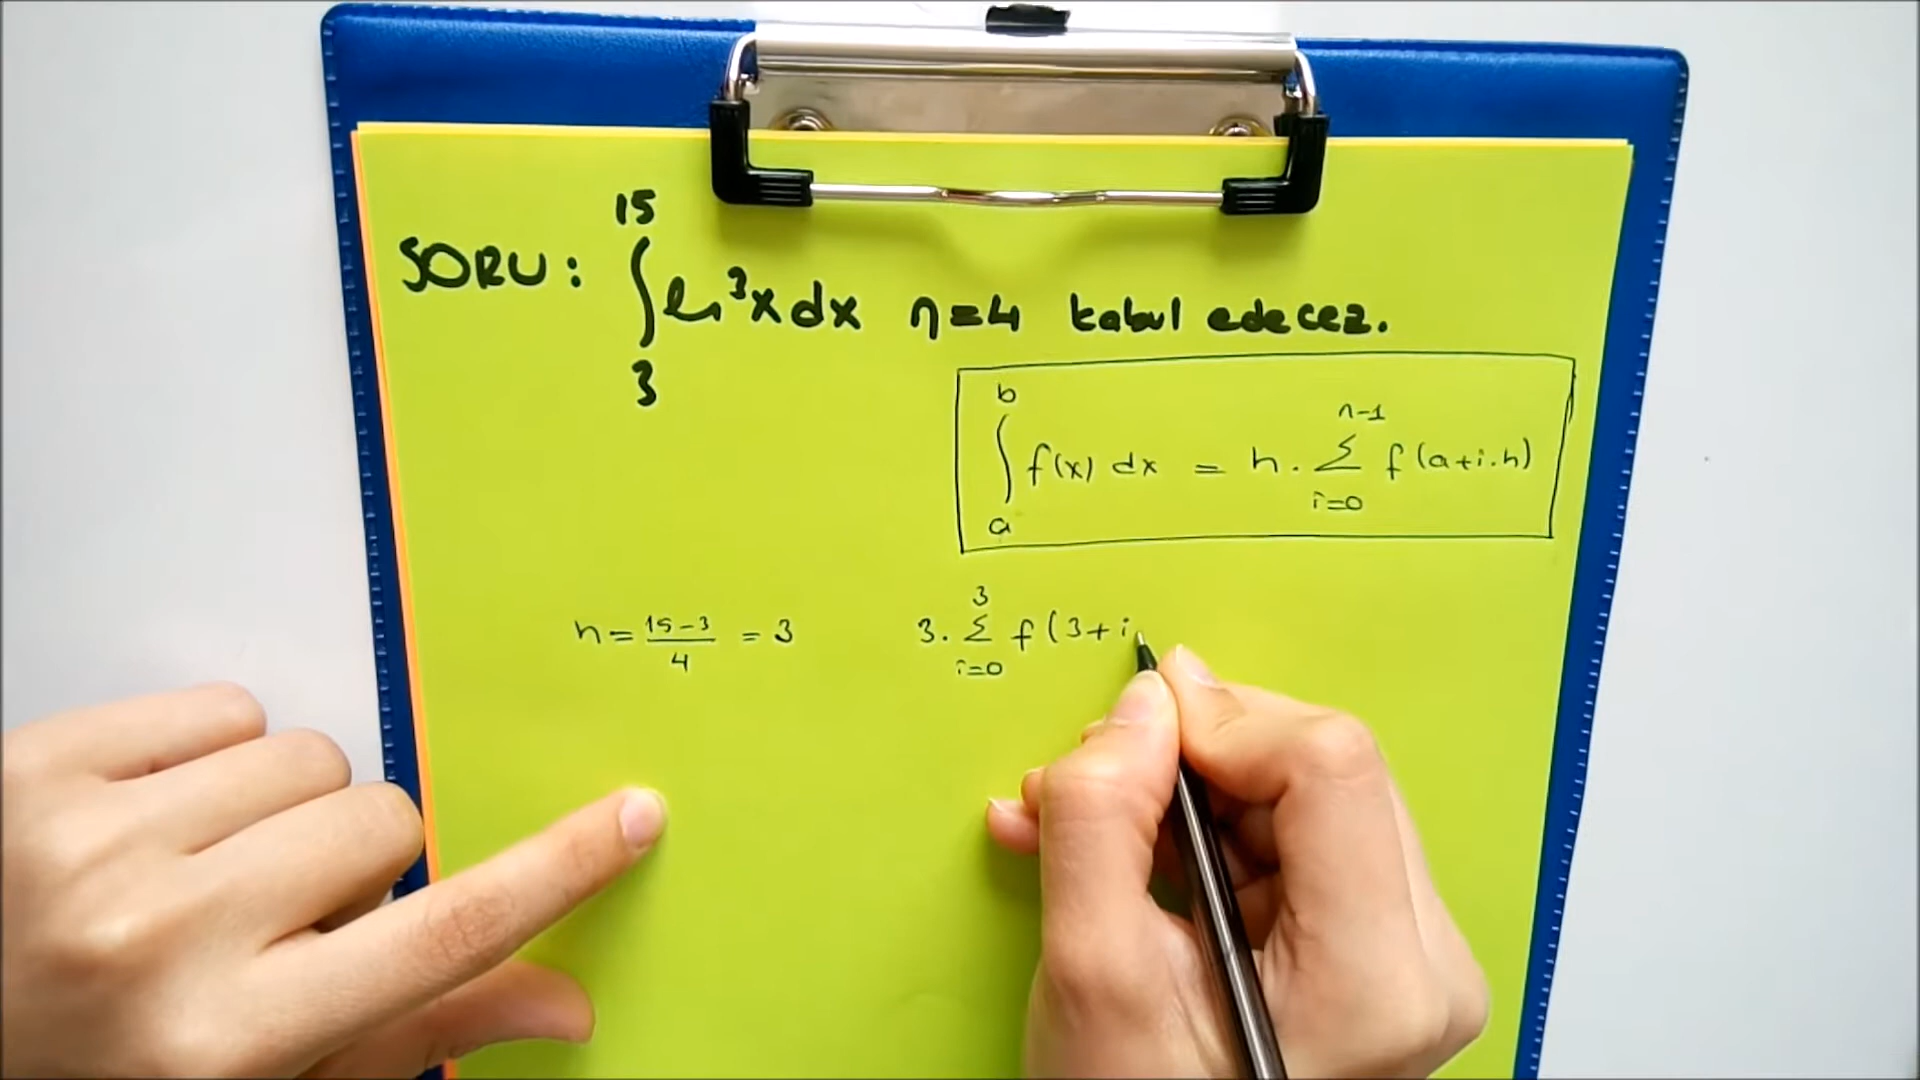 SORU: ∫₃¹⁵ ln³x dx n=4 kabul edecez.
∫ₐᵇ f(x) dx = h . Σᵢ₌₀ⁿ⁻¹ f(a+i.h)
h = (15-3)/4 = 3
3. Σᵢ₌₀³ f(3+i